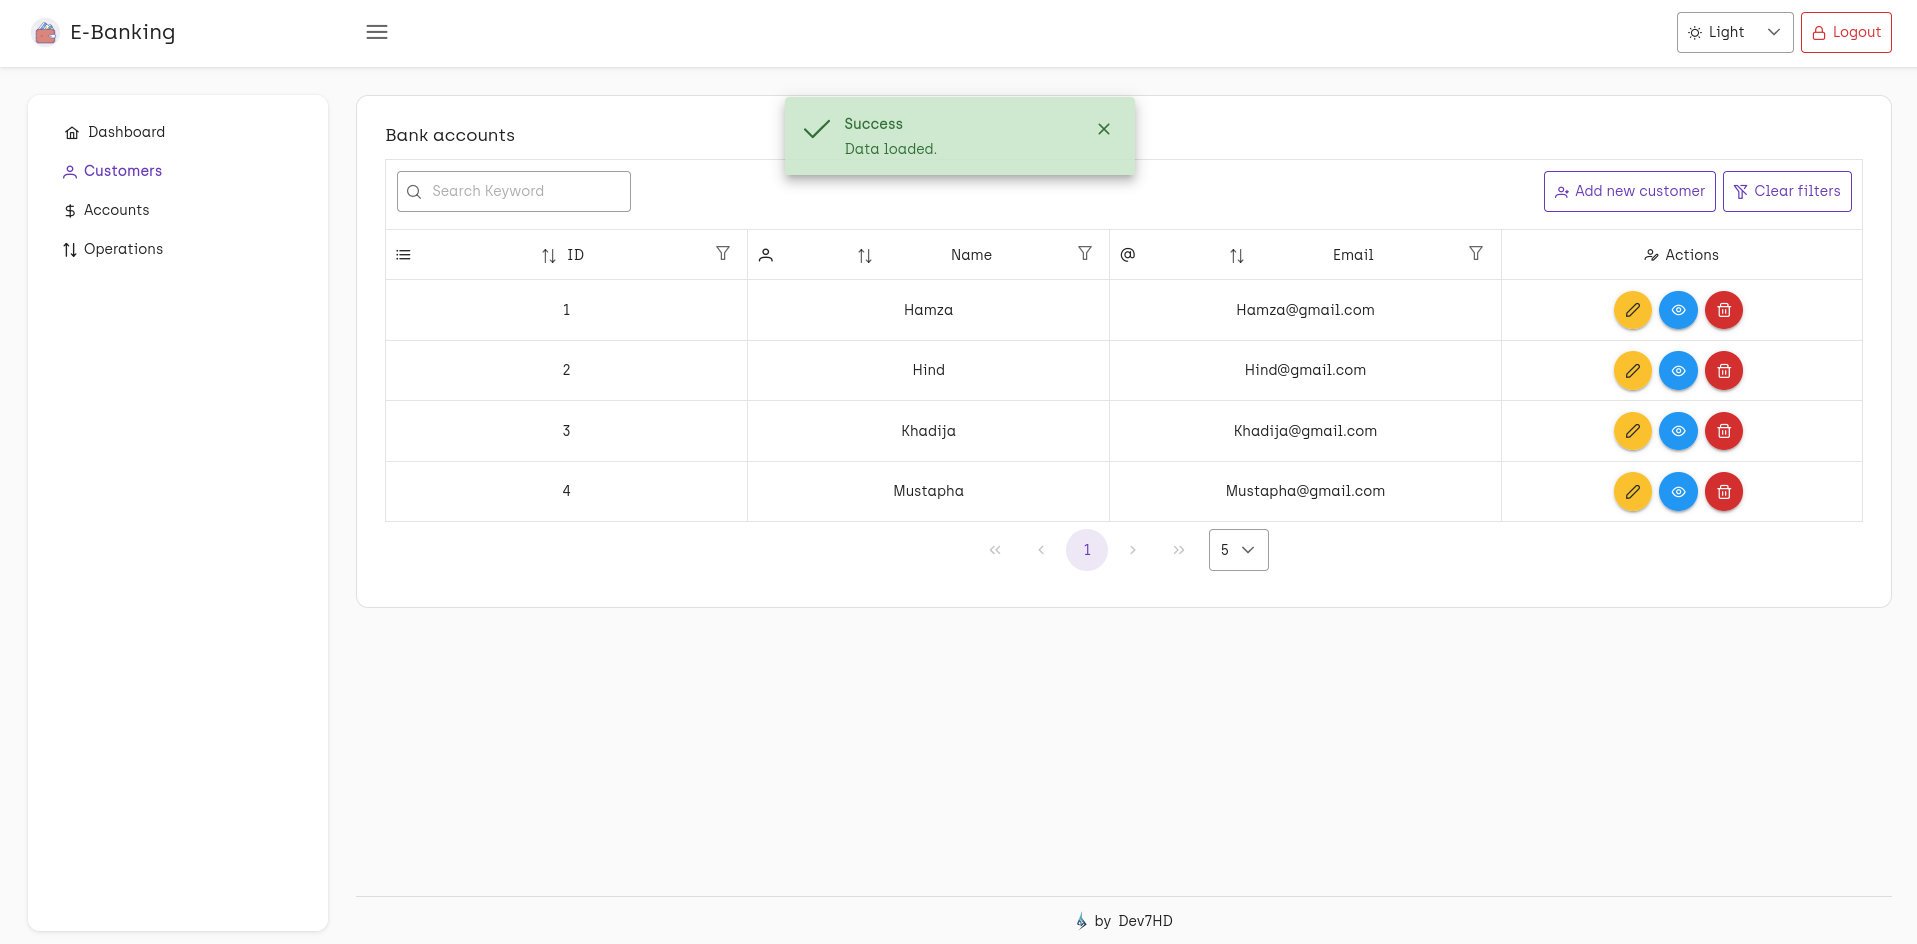 E-Banking
Light
Logout
Dashboard
Customers
Accounts
Operations
Success
Data loaded.
Bank accounts
Search Keyword
Add new customer
Clear filters
ID Name Email Actions
1 Hamza Hamza@gmail.com
2 Hind Hind@gmail.com
3 Khadija Khadija@gmail.com
4 Mustapha Mustapha@gmail.com
1 5
by Dev7HD